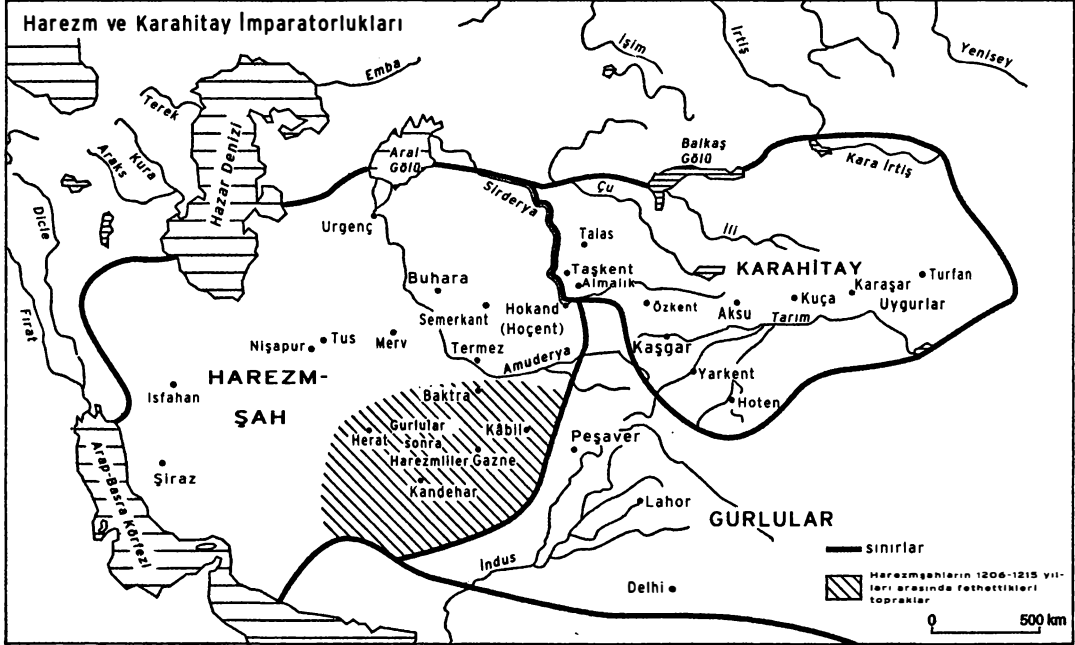 Harezm ve Karahitay İmparatorlukları
İşim
İrtiş
Yenisey
Emba
Terek
Hazar Denizi
Kura
Araks
Aral
Gölü
Balkaş
Gölü
Kara İrtiş
Sirderya
Çu
Dicle
Urgenç
İli
Talas
Taşkent
Almalık
KARAHİTAY
Turfan
Buhara
Karaşar
Uygurlar
Kuça
Özkent
Aksu
Semerkant
Hokand
(Hoçent)
Tarım
Fırat
Merv
Tus
Nişapur
Termez
Amuderya
Kaşgar
Yarkent
HAREZM-
ŞAH
Isfahan
Baktra
Hoten
Herat
Gurlular
sonra
Harezmliler
Kâbil
Gazne
Peşaver
Kandehar
Arap-Basra Körfezi
Şiraz
Lahor
GURLULAR
İndus
Delhi
sınırlar
Harezmşahların 1206-1215 yıl-
ları arasında fethettikleri
topraklar
0 500 km